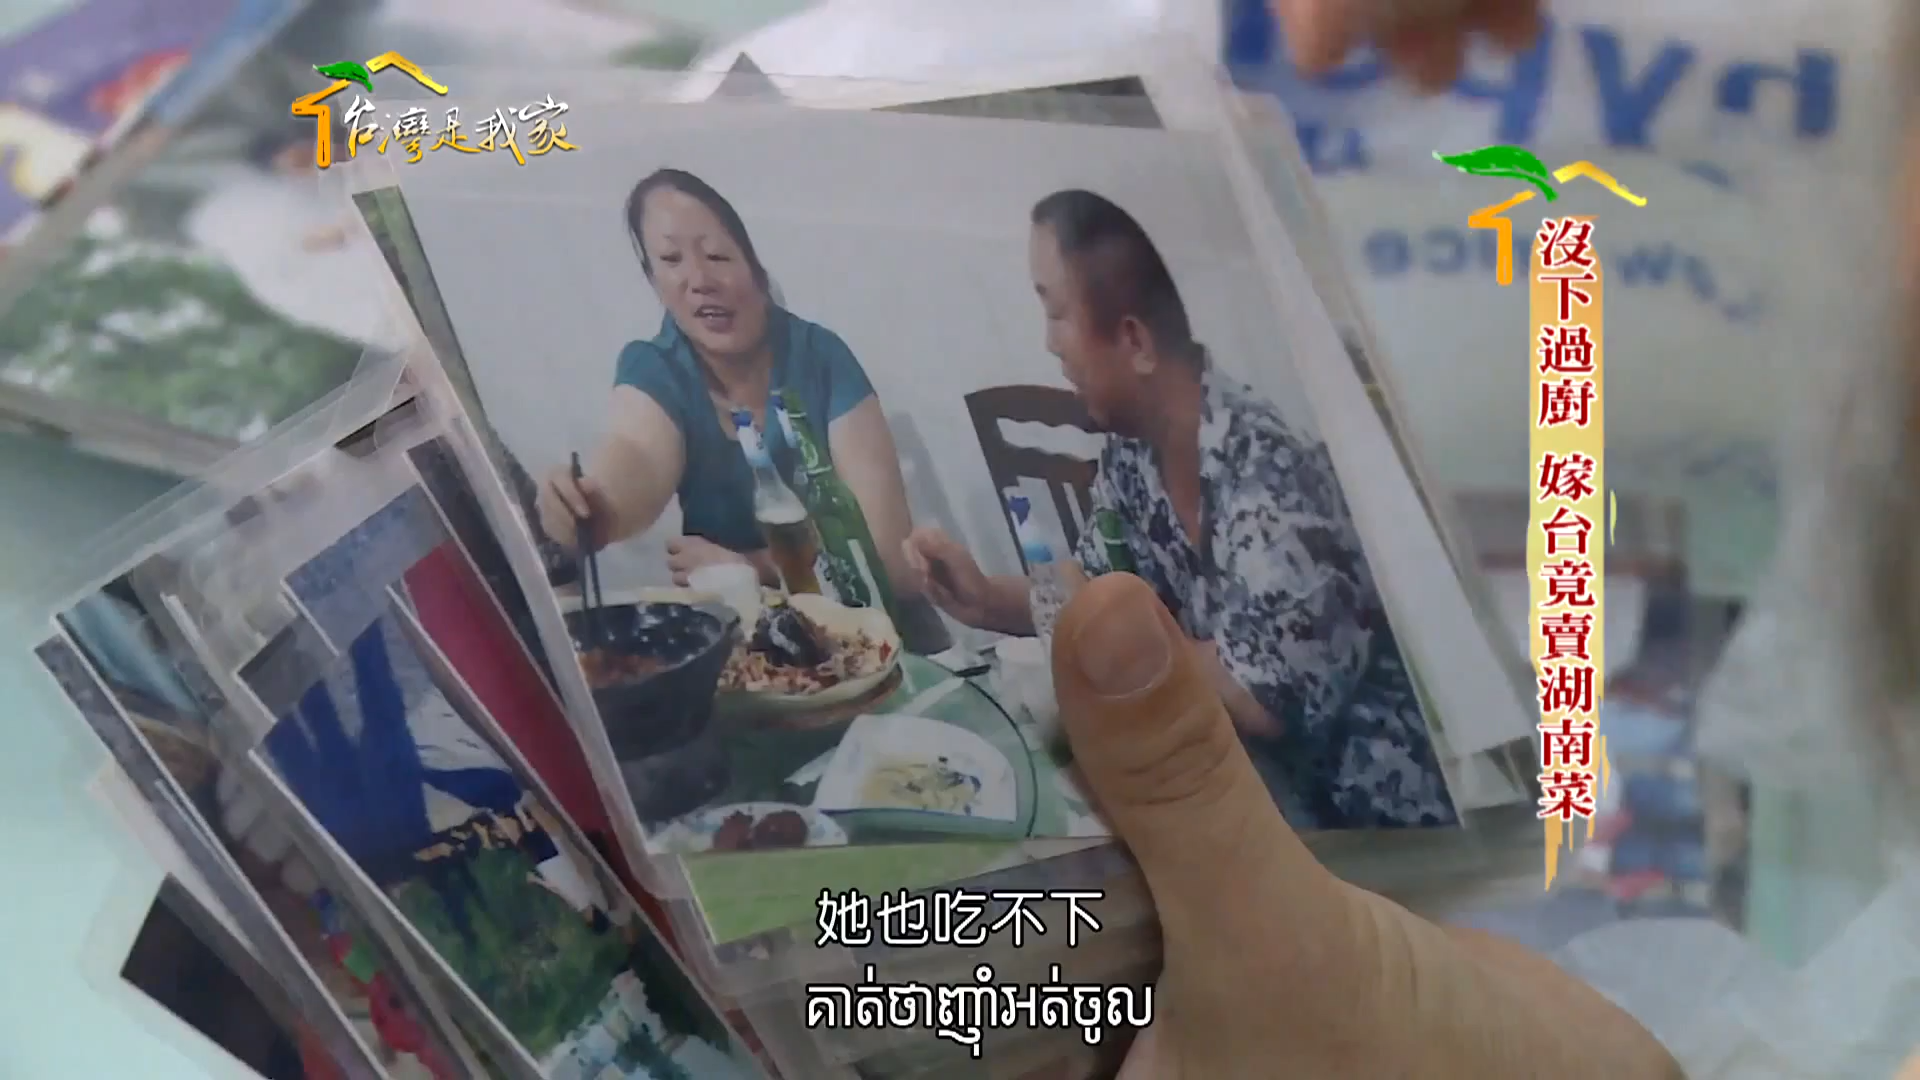 台灣是我家
沒下過廚 嫁台竟賣湖南菜
她也吃不下
គាត់ថាញ៉ាំអត់ចូល